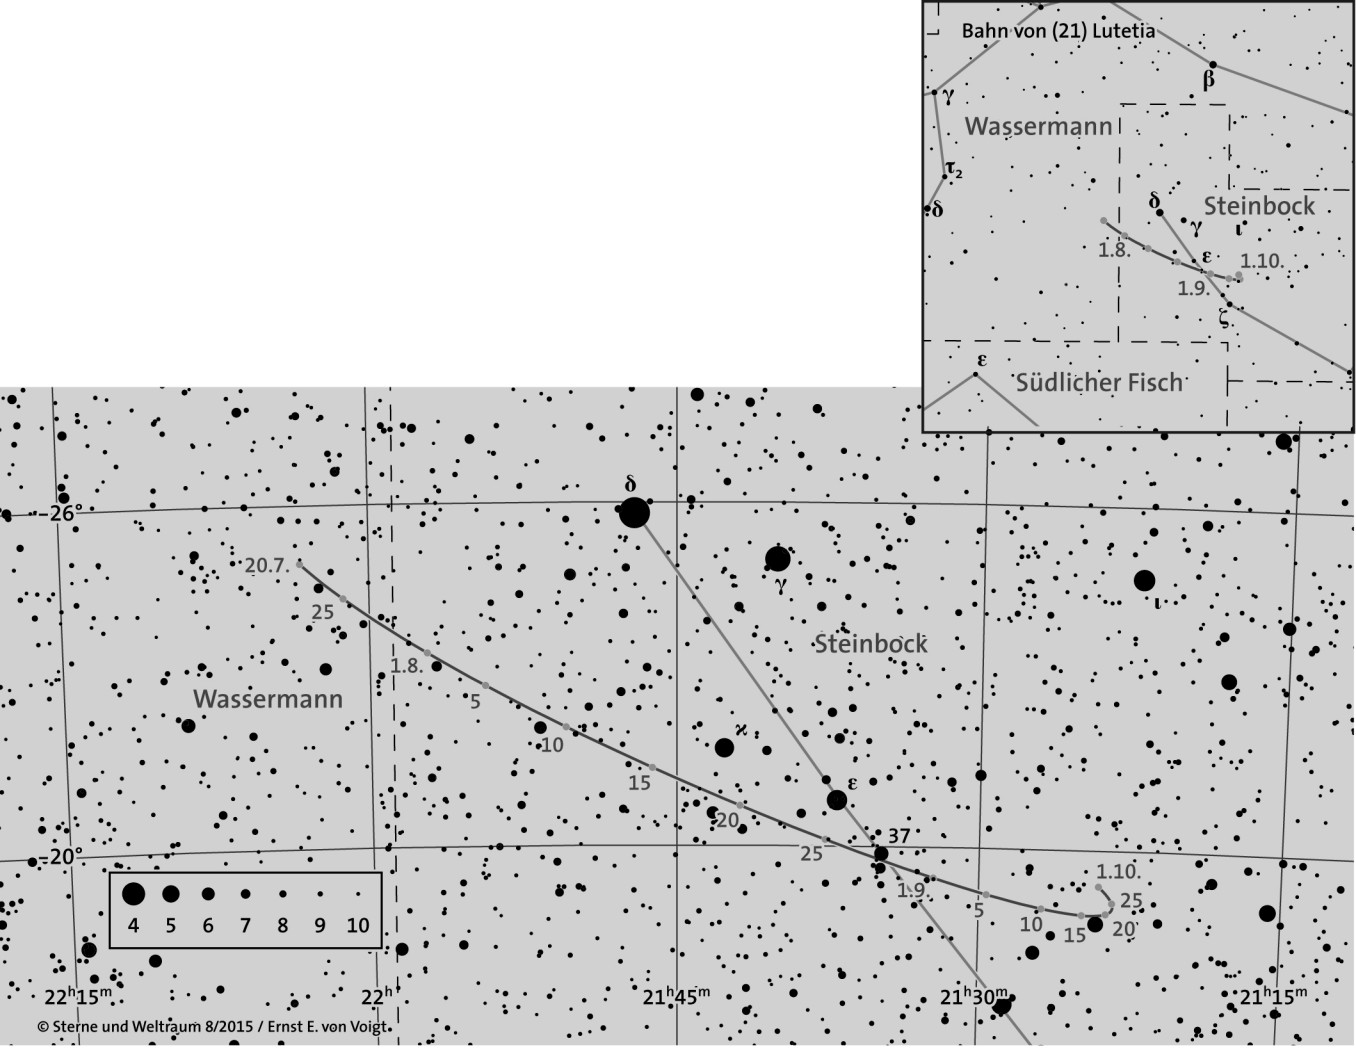 Bahn von (21) Lutetia
β
γ
Wassermann
τ₂
δ
δ
Steinbock
γ
ι
1.8.
ε
1.10.
1.9.
ζ
ε
Südlicher Fisch
δ
–26°
γ
20.7.
ι
25
Steinbock
1.8.
Wassermann
5
ϰ
10
15
ε
20
37
25
–20°
1.10.
1.9.
25
5
10
20
15
4 5 6 7 8 9 10
22ʰ15ᵐ 22ʰ 21ʰ45ᵐ 21ʰ30ᵐ 21ʰ15ᵐ
© Sterne und Weltraum 8/2015 / Ernst E. von Voigt